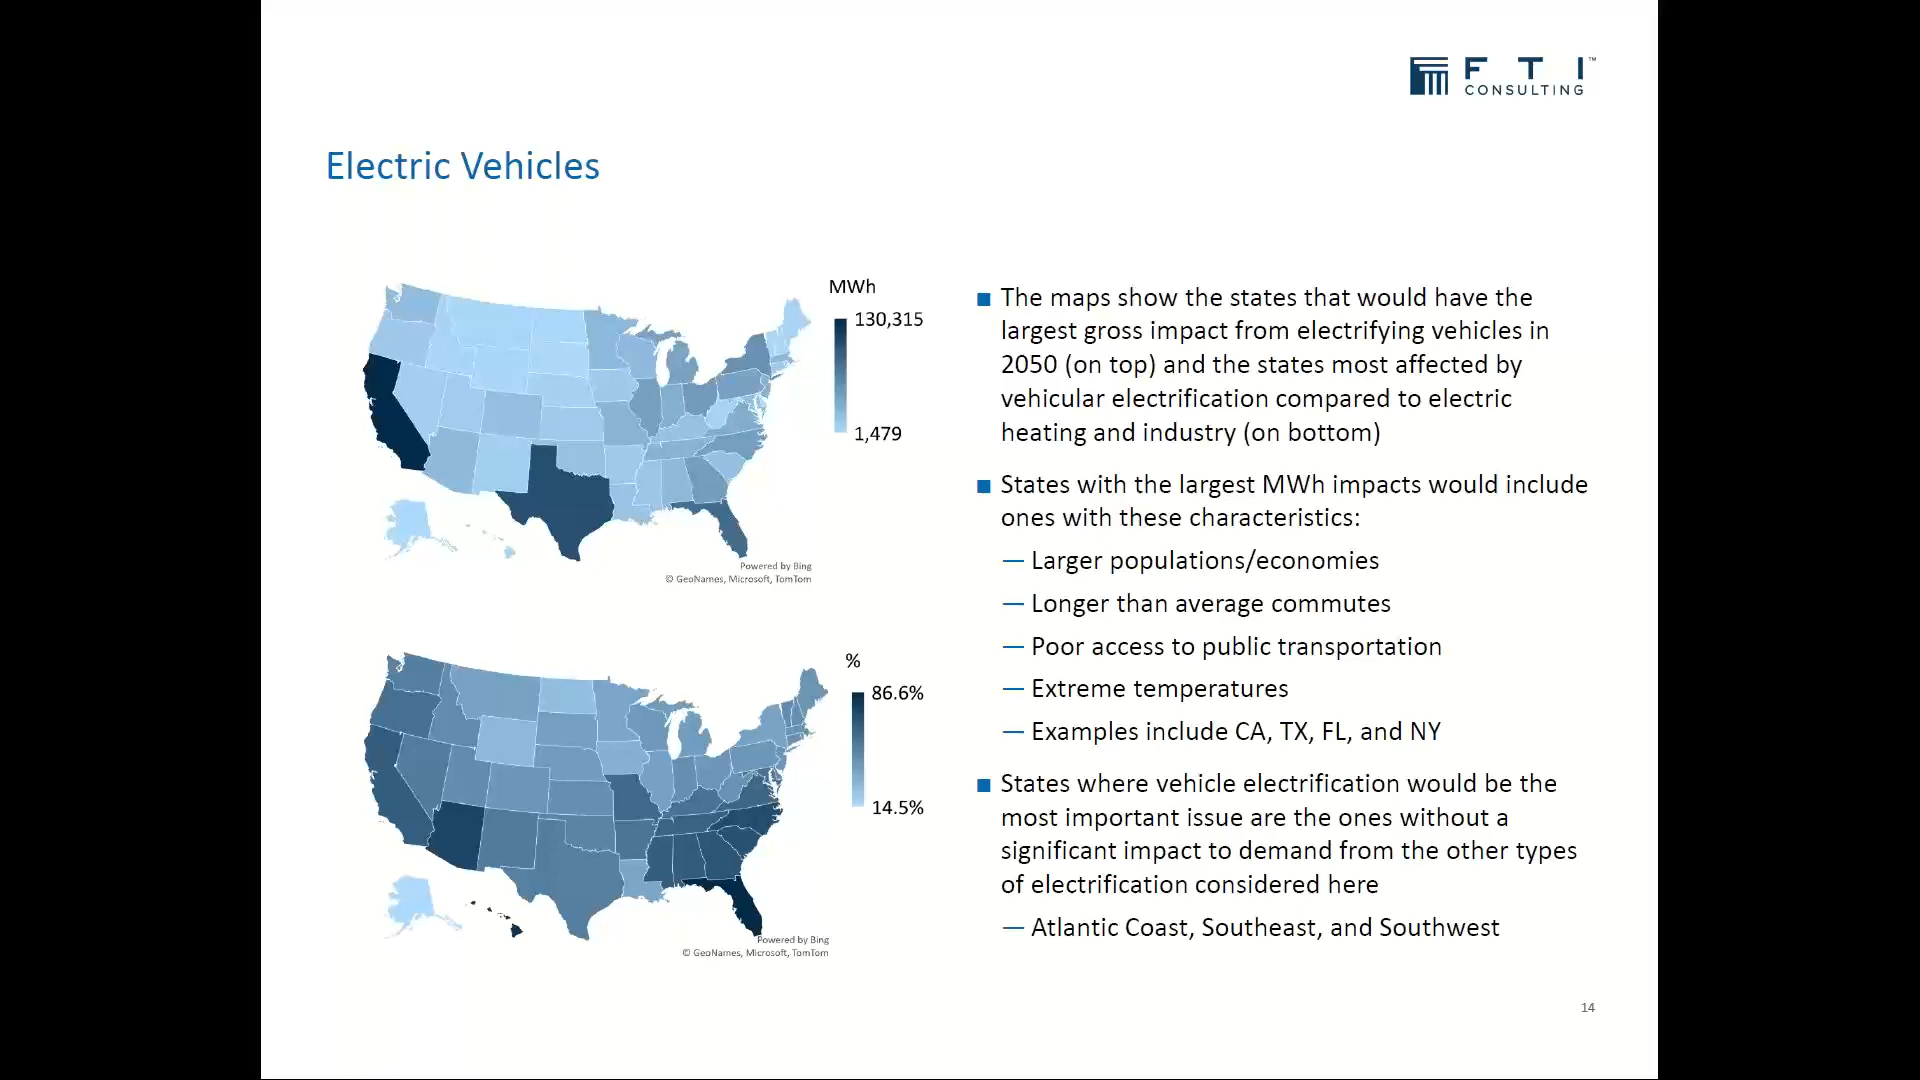 F T I ™
CONSULTING
Electric Vehicles
MWh
130,315
1,479
Powered by Bing
© GeoNames, Microsoft, TomTom
%
86.6%
14.5%
Powered by Bing
© GeoNames, Microsoft, TomTom
The maps show the states that would have the
largest gross impact from electrifying vehicles in
2050 (on top) and the states most affected by
vehicular electrification compared to electric
heating and industry (on bottom)
States with the largest MWh impacts would include
ones with these characteristics:
— Larger populations/economies
— Longer than average commutes
— Poor access to public transportation
— Extreme temperatures
— Examples include CA, TX, FL, and NY
States where vehicle electrification would be the
most important issue are the ones without a
significant impact to demand from the other types
of electrification considered here
— Atlantic Coast, Southeast, and Southwest
14